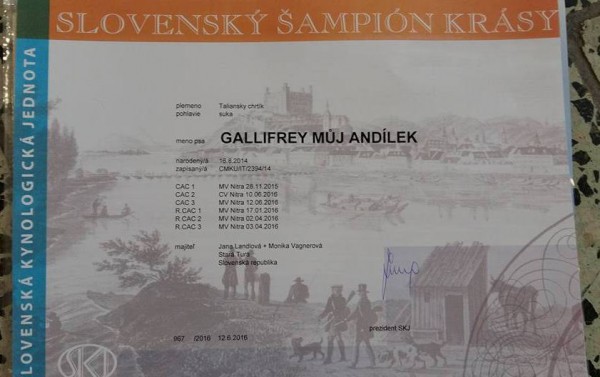 SLOVENSKÝ ŠAMPIÓN KRÁSY
SLOVENSKÁ KYNOLOGICKÁ JEDNOTA
plemeno Taliansky chrtík
pohlavie suka
meno psa GALLIFREY MŮJ ANDÍLEK
narodený/á 16.8.2014
zapísaný/á CMKU/IT/2394/14
CAC 1 MV Nitra 28.11.2015
CAC 2 CV Nitra 10.06.2016
CAC 3 MV Nitra 12.06.2016
R.CAC 1 MV Nitra 17.01.2016
R.CAC 2 MV Nitra 02.04.2016
R.CAC 3 MV Nitra 03.04.2016
majiteľ Jana Landlová + Monika Vagnerová
Stará Turá
Slovenská republika
prezident SKJ
967 /2016 12.6.2016
SKJ